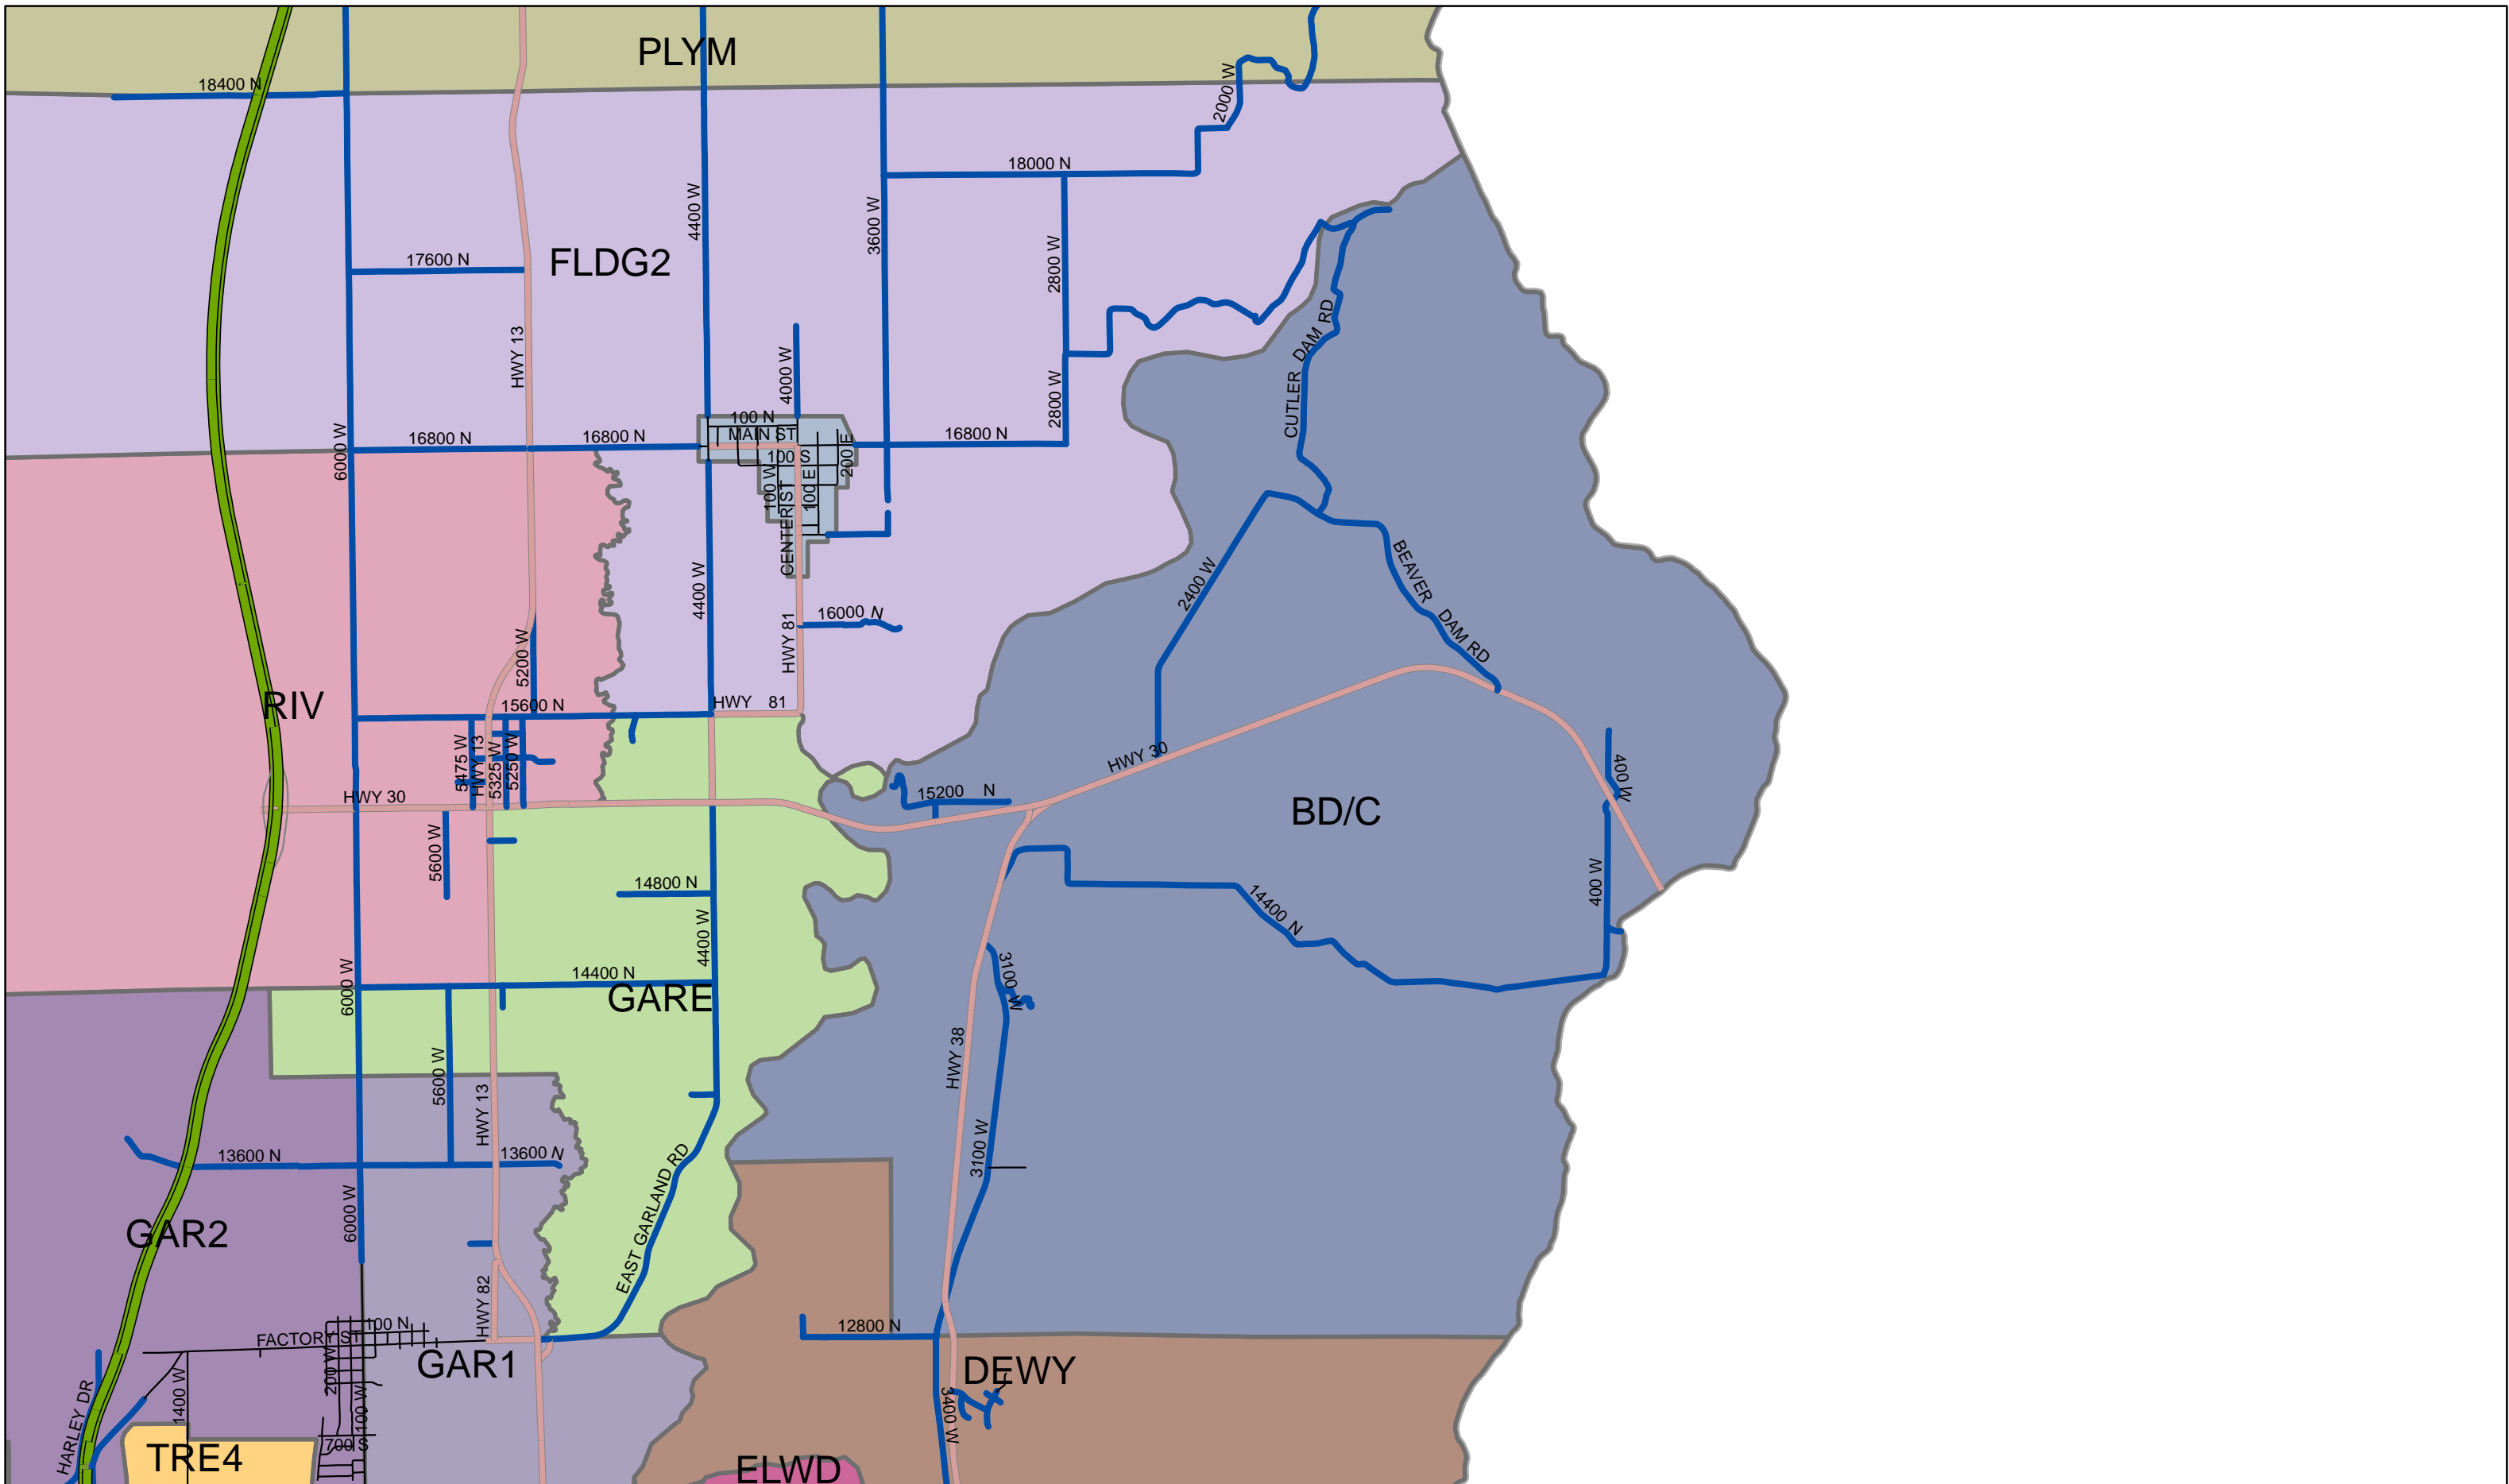 PLYM
2000 W
18400 N
18000 N
4400 W
3600 W
2800 W
17600 N
FLDG2
HWY 13
CUTLER DAM RD
4000 W
2800 W
100 N
MAIN ST
16800 N
16800 N
16800 N
6000 W
200 E
100 S
100 W
100 E
CENTER ST
4400 W
2400 W
BEAVER DAM RD
16000 N
HWY 81
5200 W
RIV
15600 N
HWY 81
5475 W
HWY 13
5325 W
5250 W
HWY 30
400 W
HWY 30
15200 N
BD/C
5600 W
14800 N
400 W
14400 N
4400 W
3100 W
6000 W
14400 N
GARE
HWY 38
5600 W
HWY 13
3100 W
13600 N
13600 N
EAST GARLAND RD
6000 W
GAR2
HWY 82
100 N
FACTORY ST
12800 N
GAR1
DEWY
200 W
1400 W
100 W
3400 W
HARLEY DR
700 S
TRE4
ELWD